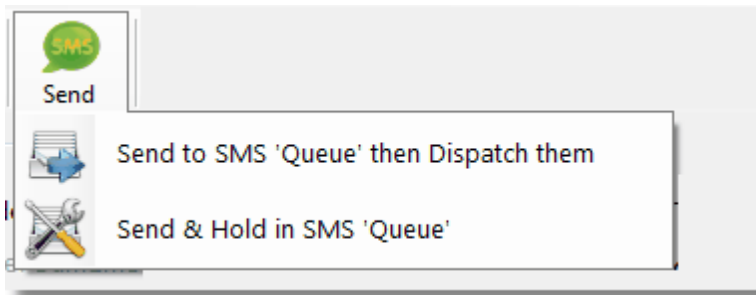 SMS
Send
Send to SMS 'Queue' then Dispatch them
Send & Hold in SMS 'Queue'